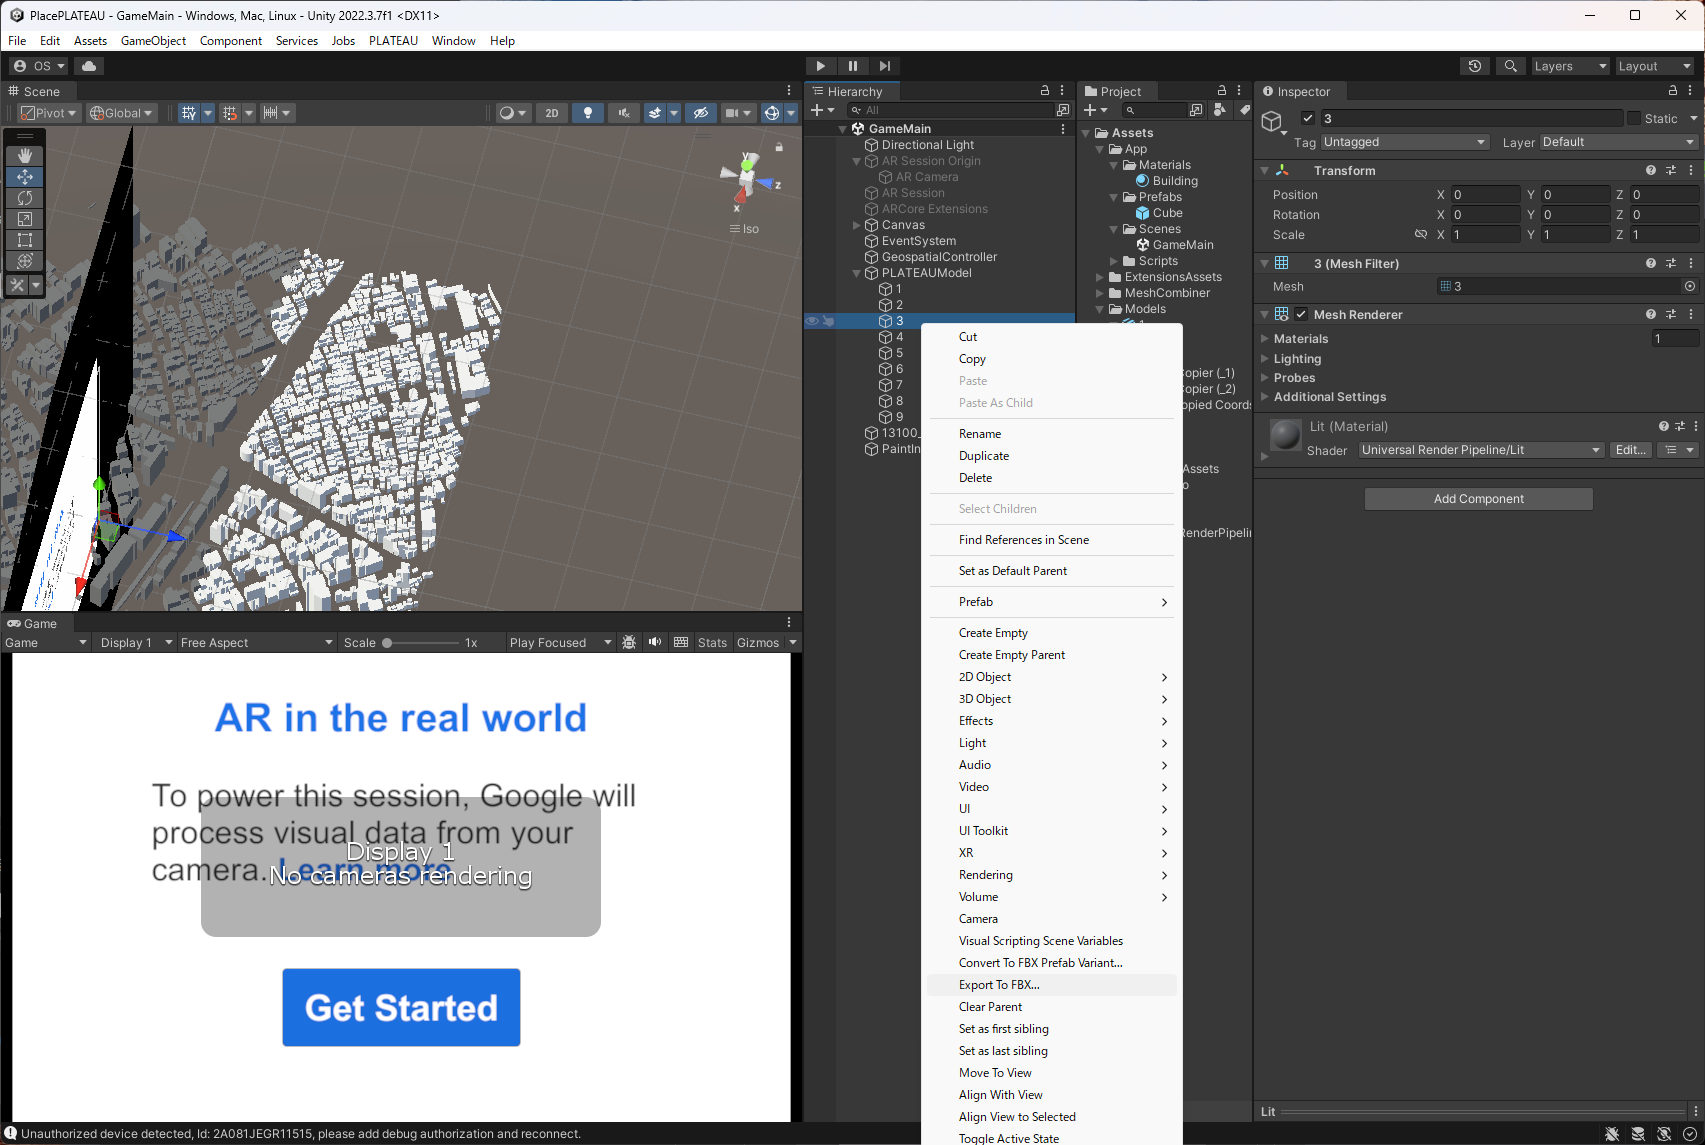 PlacePLATEAU - GameMain - Windows, Mac, Linux - Unity 2022.3.7f1 <DX11>
File Edit Assets GameObject Component Services Jobs PLATEAU Window Help
OS Layers Layout
Scene
Pivot Global 2D
y
z
x
Iso
Game
Game Display 1 Free Aspect Scale 1x Play Focused Stats Gizmos
AR in the real world
To power this session, Google will
process visual data from your
camera. Learn more
Display 1
No cameras rendering
Get Started
Hierarchy
All
GameMain
Directional Light
AR Session Origin
AR Camera
AR Session
ARCore Extensions
Canvas
EventSystem
GeospatialController
PLATEAUModel
1
2
3
4
5
6
7
8
9
13100_
PaintIn
Project
Assets
App
Materials
Building
Prefabs
Cube
Scenes
GameMain
Scripts
ExtensionsAssets
MeshCombiner
Models
1
Copier (_1)
Copier (_2)
opied Coords
Assets
o
RenderPipelin
Cut
Copy
Paste
Paste As Child
Rename
Duplicate
Delete
Select Children
Find References in Scene
Set as Default Parent
Prefab
Create Empty
Create Empty Parent
2D Object
3D Object
Effects
Light
Audio
Video
UI
UI Toolkit
XR
Rendering
Volume
Camera
Visual Scripting Scene Variables
Convert To FBX Prefab Variant...
Export To FBX...
Clear Parent
Set as first sibling
Set as last sibling
Move To View
Align With View
Align View to Selected
Toggle Active State
Inspector
3 Static
Tag Untagged Layer Default
Transform
Position X 0 Y 0 Z 0
Rotation X 0 Y 0 Z 0
Scale X 1 Y 1 Z 1
3 (Mesh Filter)
Mesh 3
Mesh Renderer
Materials 1
Lighting
Probes
Additional Settings
Lit (Material)
Shader Universal Render Pipeline/Lit Edit...
Add Component
Lit
Unauthorized device detected, Id: 2A081JEGR11515, please add debug authorization and reconnect.